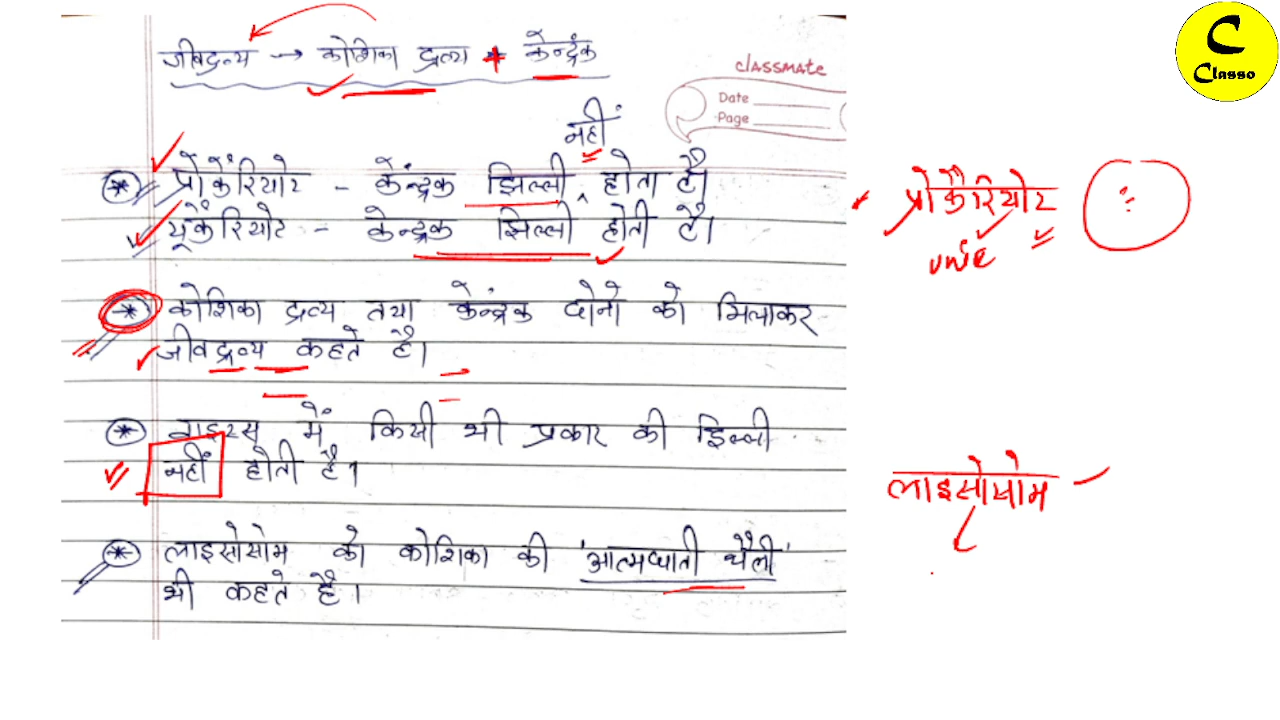 जीवद्रव्य → कोशिका द्रव्य + केन्द्रक
classmate
Date
Page
नहीं
* प्रोकैरियोट - केन्द्रक झिल्ली ‸ होता है।
यूकैरियोट - केन्द्रक झिल्ली होती है।
* कोशिका द्रव्य तथा केन्द्रक दोनो को मिलाकर
जीवद्रव्य कहते है।
* वाइरस में किसी भी प्रकार की झिल्ली
नहीं होती है।
* लाइसोसोम को कोशिका की 'आत्मघाती थैली'
भी कहते है।
C
Classo
प्रोकैरियोट
लाइसोसोम